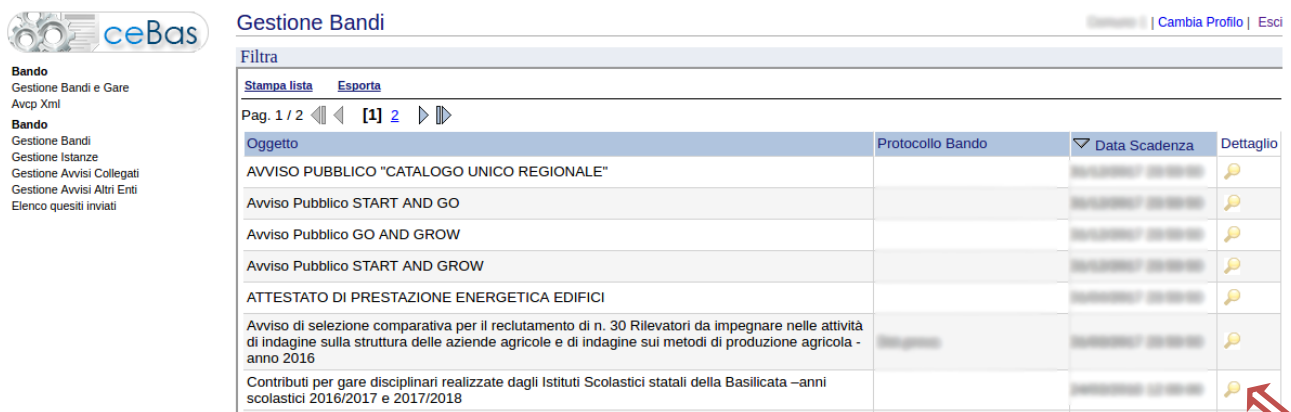 ceBas
Gestione Bandi
| Cambia Profilo | Esci
Bando
Gestione Bandi e Gare
Avcp Xml
Bando
Gestione Bandi
Gestione Istanze
Gestione Avvisi Collegati
Gestione Avvisi Altri Enti
Elenco quesiti inviati
Filtra
Stampa lista Esporta
Pag. 1 / 2 [1] 2
Oggetto Protocollo Bando Data Scadenza Dettaglio
AVVISO PUBBLICO "CATALOGO UNICO REGIONALE"
Avviso Pubblico START AND GO
Avviso Pubblico GO AND GROW
Avviso Pubblico START AND GROW
ATTESTATO DI PRESTAZIONE ENERGETICA EDIFICI
Avviso di selezione comparativa per il reclutamento di n. 30 Rilevatori da impegnare nelle attività
di indagine sulla struttura delle aziende agricole e di indagine sui metodi di produzione agricola -
anno 2016
Contributi per gare disciplinari realizzate dagli Istituti Scolastici statali della Basilicata –anni
scolastici 2016/2017 e 2017/2018